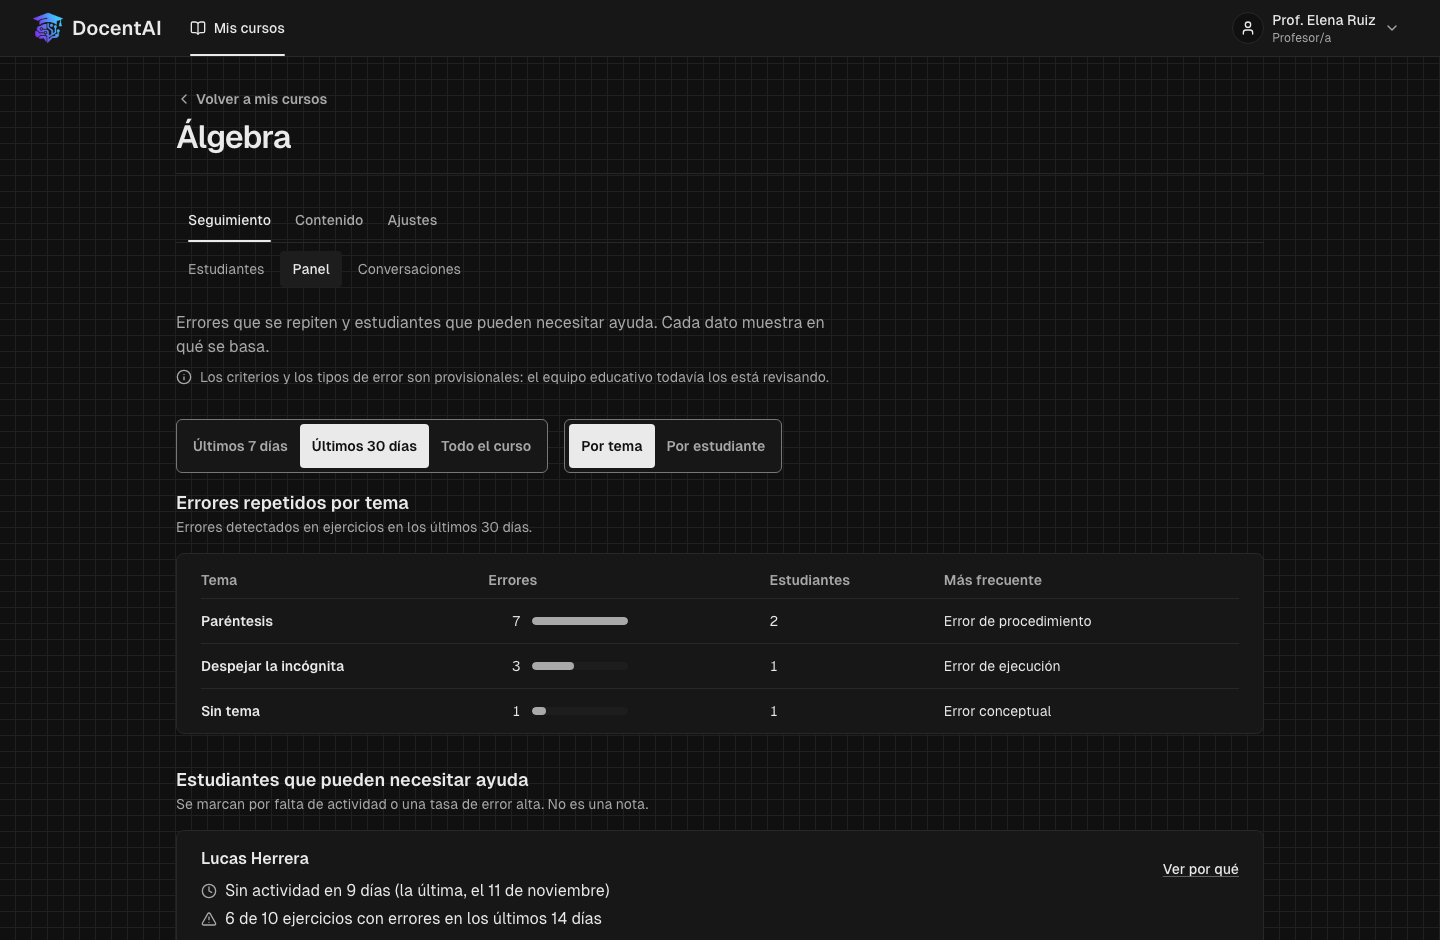 DocentAI
Mis cursos
Prof. Elena Ruiz
Profesor/a
Volver a mis cursos
Álgebra
Seguimiento Contenido Ajustes
Estudiantes Panel Conversaciones
Errores que se repiten y estudiantes que pueden necesitar ayuda. Cada dato muestra en
qué se basa.
Los criterios y los tipos de error son provisionales: el equipo educativo todavía los está revisando.
Últimos 7 días Últimos 30 días Todo el curso Por tema Por estudiante
Errores repetidos por tema
Errores detectados en ejercicios en los últimos 30 días.
Tema Errores Estudiantes Más frecuente
Paréntesis 7 2 Error de procedimiento
Despejar la incógnita 3 1 Error de ejecución
Sin tema 1 1 Error conceptual
Estudiantes que pueden necesitar ayuda
Se marcan por falta de actividad o una tasa de error alta. No es una nota.
Lucas Herrera
Ver por qué
Sin actividad en 9 días (la última, el 11 de noviembre)
6 de 10 ejercicios con errores en los últimos 14 días